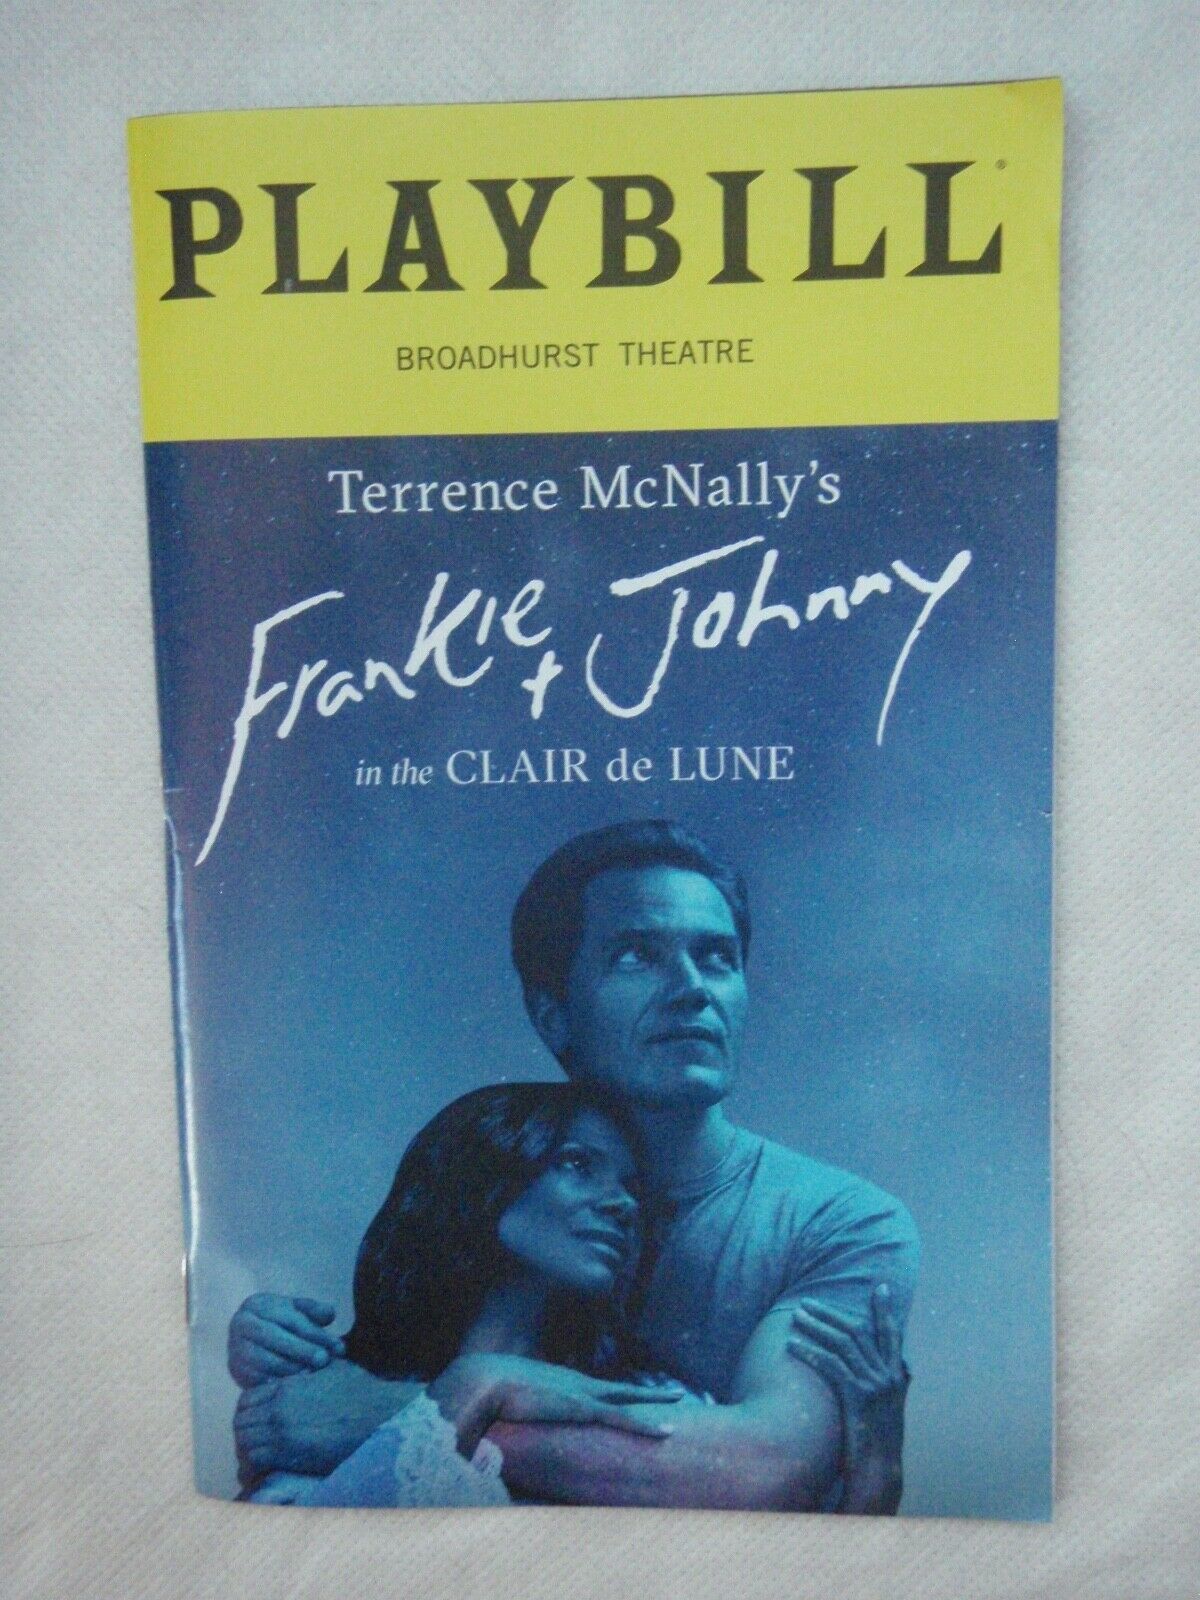 PLAYBILL®
BROADHURST THEATRE
Terrence McNally's
Frankie + Johnny
in the CLAIR de LUNE